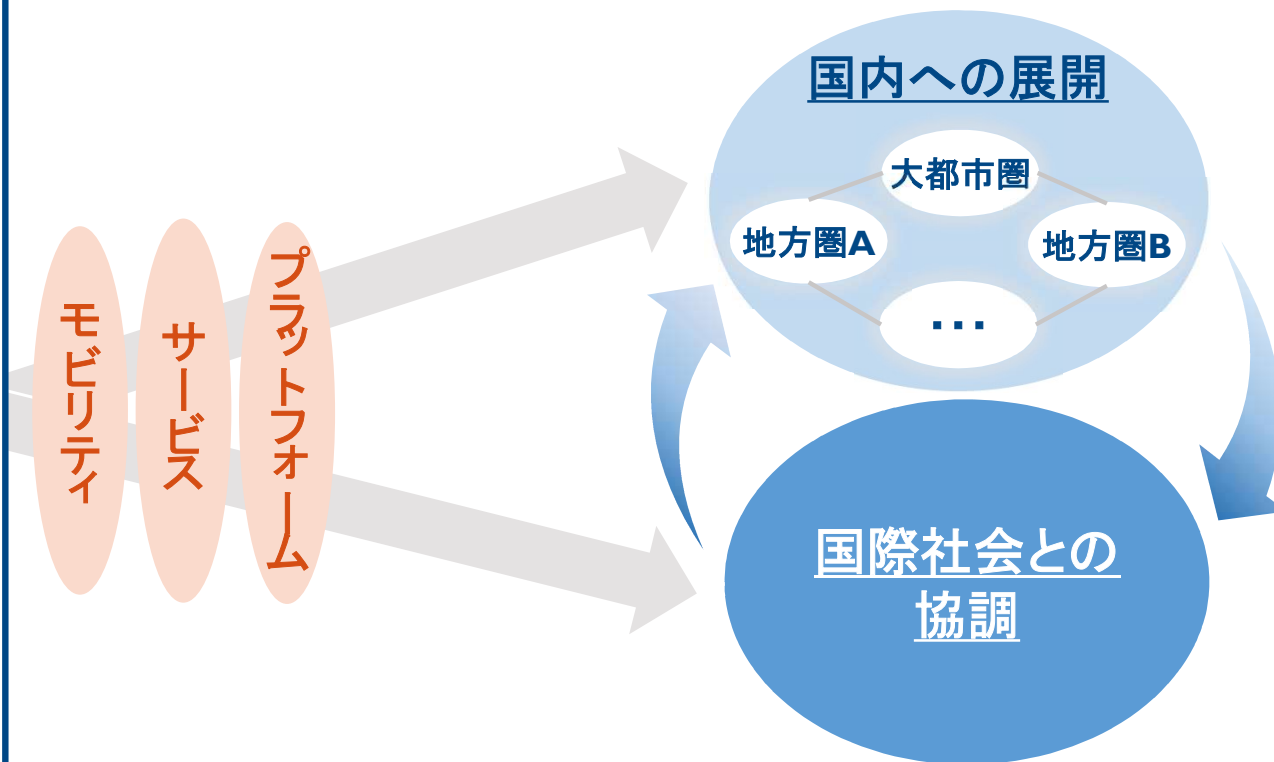 モビリティ
サービス
プラットフォーム
国内への展開
大都市圏
地方圏A
地方圏B
...
国際社会との
協調